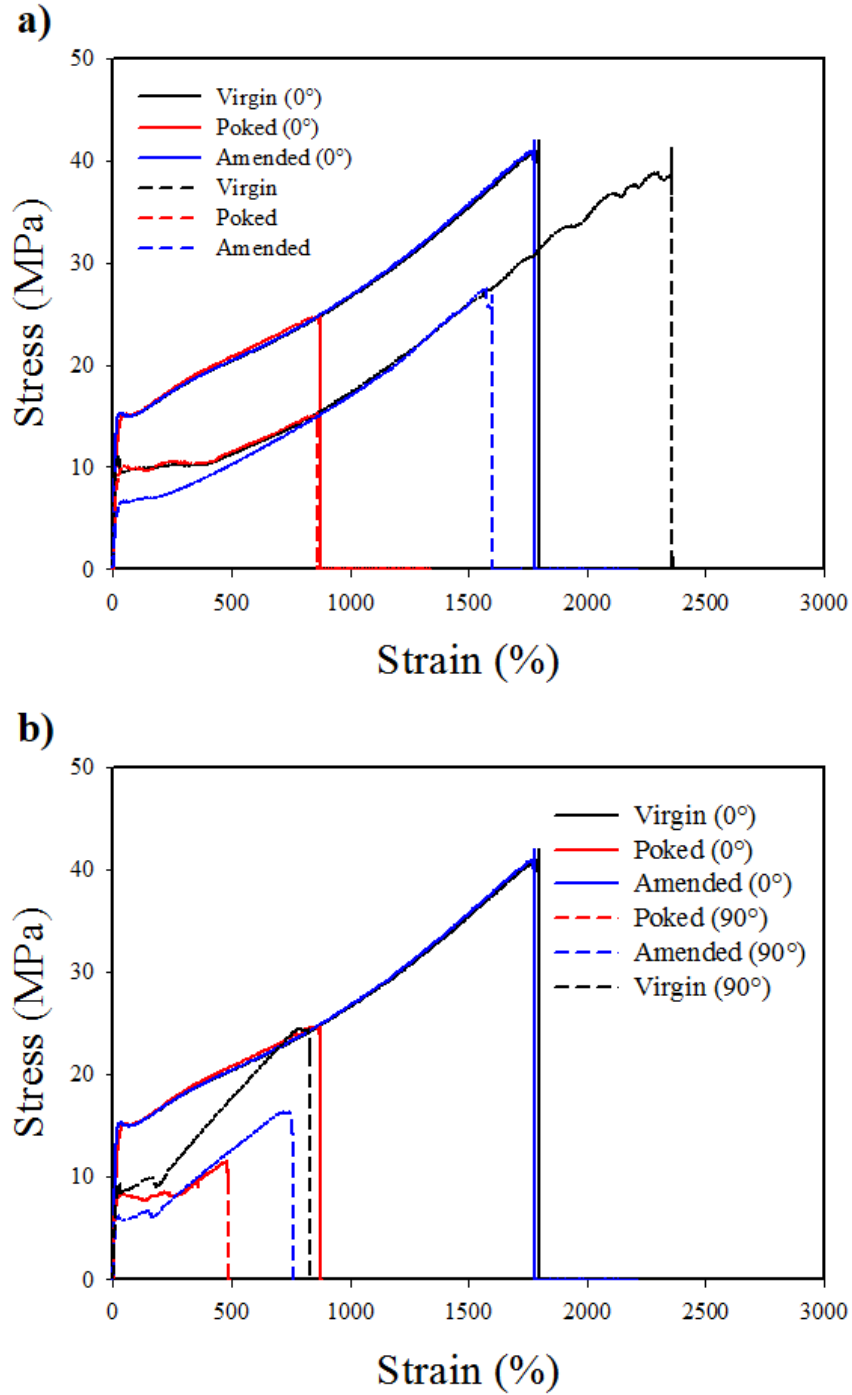 a)
50
40
30
20
10
0
Stress (MPa)
Virgin (0°)
Poked (0°)
Amended (0°)
Virgin
Poked
Amended
0 500 1000 1500 2000 2500 3000
Strain (%)
b)
50
40
30
20
10
0
Stress (MPa)
Virgin (0°)
Poked (0°)
Amended (0°)
Poked (90°)
Amended (90°)
Virgin (90°)
0 500 1000 1500 2000 2500 3000
Strain (%)